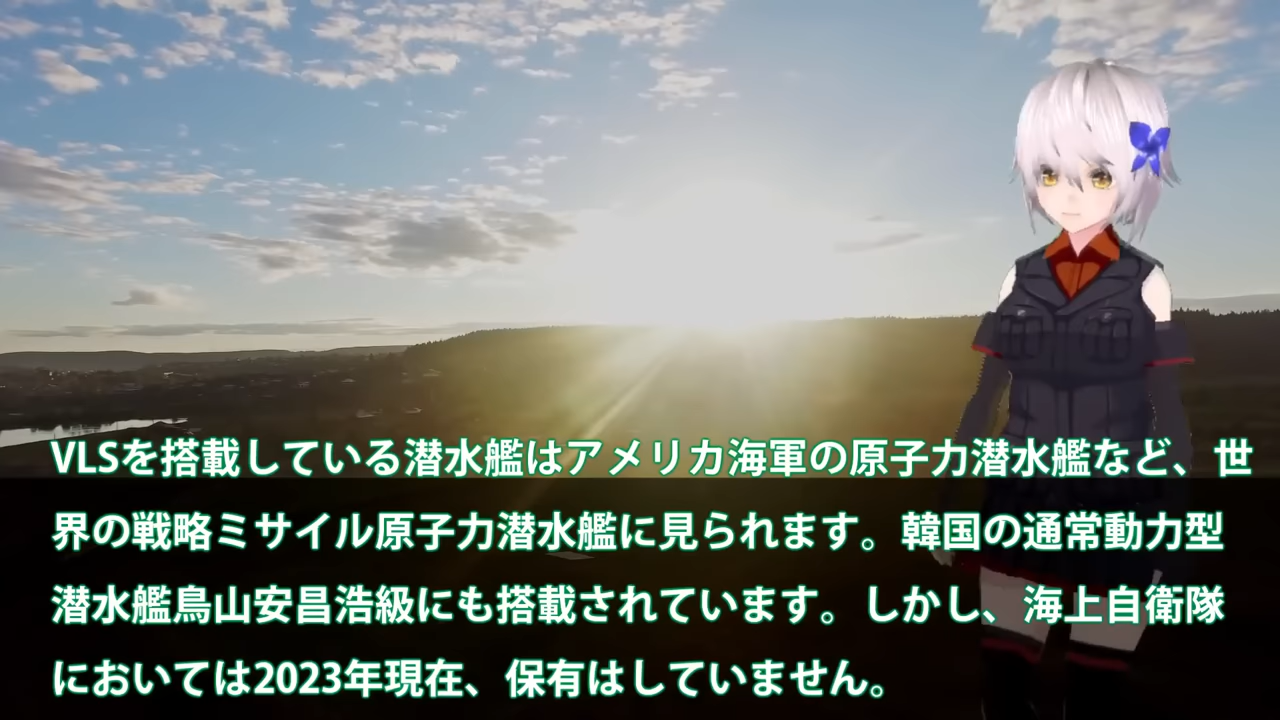 VLSを搭載している潜水艦はアメリカ海軍の原子力潜水艦など、世
界の戦略ミサイル原子力潜水艦に見られます。韓国の通常動力型
潜水艦鳥山安昌浩級にも搭載されています。しかし、海上自衛隊
においては2023年現在、保有はしていません。